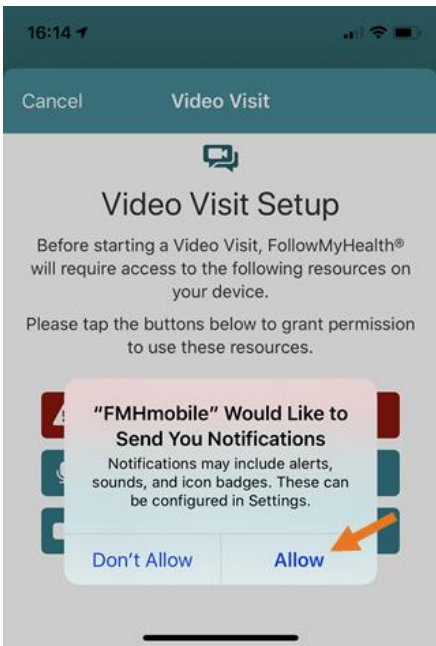 16:14
Cancel Video Visit
Video Visit Setup
Before starting a Video Visit, FollowMyHealth®
will require access to the following resources on
your device.
Please tap the buttons below to grant permission
to use these resources.
"FMHmobile" Would Like to
Send You Notifications
Notifications may include alerts,
sounds, and icon badges. These can
be configured in Settings.
Don't Allow Allow